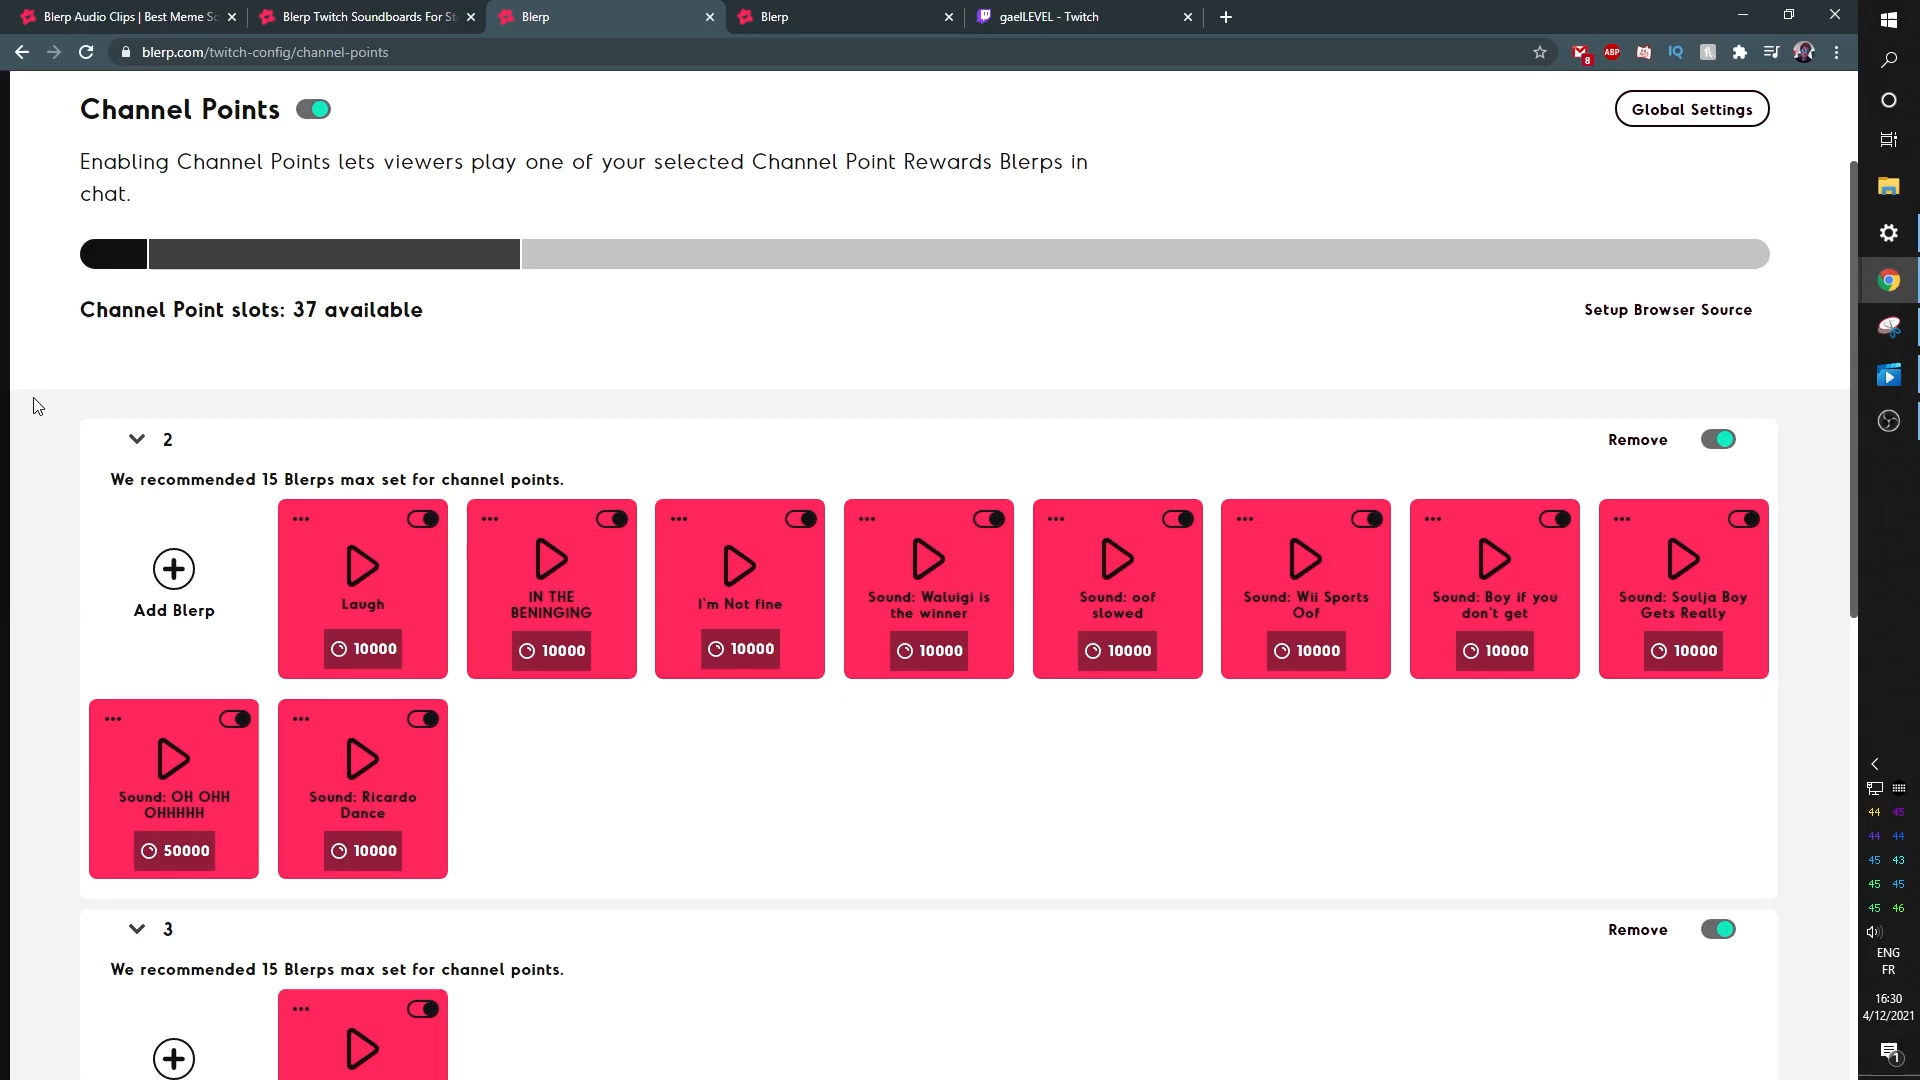 Blerp Audio Clips | Best Meme So
Blerp Twitch Soundboards For St
Blerp
Blerp
gaelLEVEL - Twitch
blerp.com/twitch-config/channel-points
8
ABP
IQ
Channel Points
Global Settings
Enabling Channel Points lets viewers play one of your selected Channel Point Rewards Blerps in
chat.
Channel Point slots: 37 available
Setup Browser Source
2
Remove
We recommended 15 Blerps max set for channel points.
Add Blerp
Laugh
10000
IN THE
BENINGING
10000
I'm Not fine
10000
Sound: Waluigi is
the winner
10000
Sound: oof
slowed
10000
Sound: Wii Sports
Oof
10000
Sound: Boy if you
don't get
10000
Sound: Soulja Boy
Gets Really
10000
Sound: OH OHH
OHHHHH
50000
Sound: Ricardo
Dance
10000
3
Remove
We recommended 15 Blerps max set for channel points.
44 45
44 44
45 43
45 45
45 46
ENG
FR
16:30
4/12/2021
1